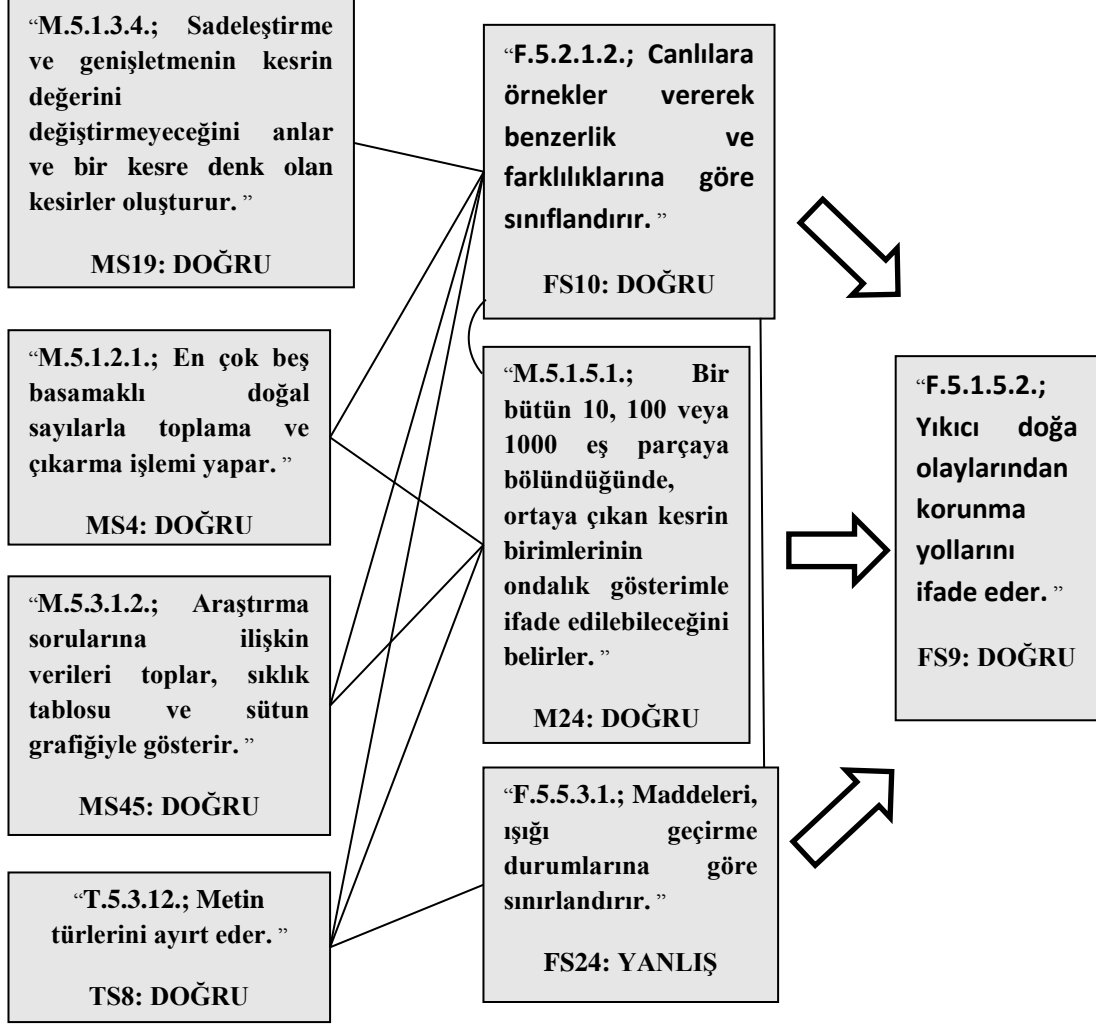 “M.5.1.3.4.; Sadeleştirme
ve genişletmenin kesrin
değerini
değiştirmeyeceğini anlar
ve bir kesre denk olan
kesirler oluşturur. ”
MS19: DOĞRU
“M.5.1.2.1.; En çok beş
basamaklı doğal
sayılarla toplama ve
çıkarma işlemi yapar. ”
MS4: DOĞRU
“M.5.3.1.2.; Araştırma
sorularına ilişkin
verileri toplar, sıklık
tablosu ve sütun
grafiğiyle gösterir. ”
MS45: DOĞRU
“T.5.3.12.; Metin
türlerini ayırt eder. ”
TS8: DOĞRU
“F.5.2.1.2.; Canlılara
örnekler vererek
benzerlik ve
farklılıklarına göre
sınıflandırır. ”
FS10: DOĞRU
“M.5.1.5.1.; Bir
bütün 10, 100 veya
1000 eş parçaya
bölündüğünde,
ortaya çıkan kesrin
birimlerinin
ondalık gösterimle
ifade edilebileceğini
belirler. ”
M24: DOĞRU
“F.5.5.3.1.; Maddeleri,
ışığı geçirme
durumlarına göre
sınırlandırır. ”
FS24: YANLIŞ
“F.5.1.5.2.;
Yıkıcı doğa
olaylarından
korunma
yollarını
ifade eder. ”
FS9: DOĞRU